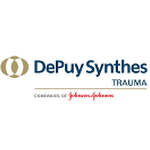 DePuy Synthes
TRAUMA
COMPANIES OF Johnson & Johnson